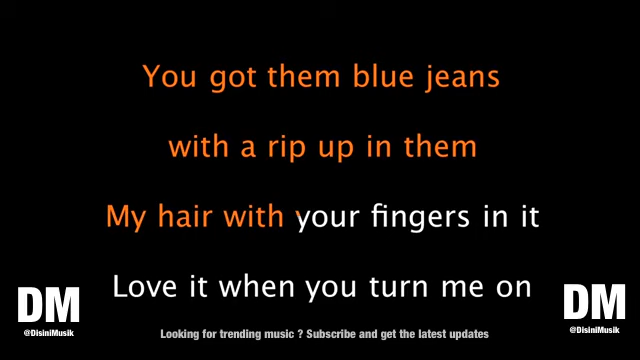 You got them blue jeans
with a rip up in them
My hair with your fingers in it
Love it when you turn me on
DM
@DisiniMusik
DM
@DisiniMusik
Looking for trending music ? Subscribe and get the latest updates